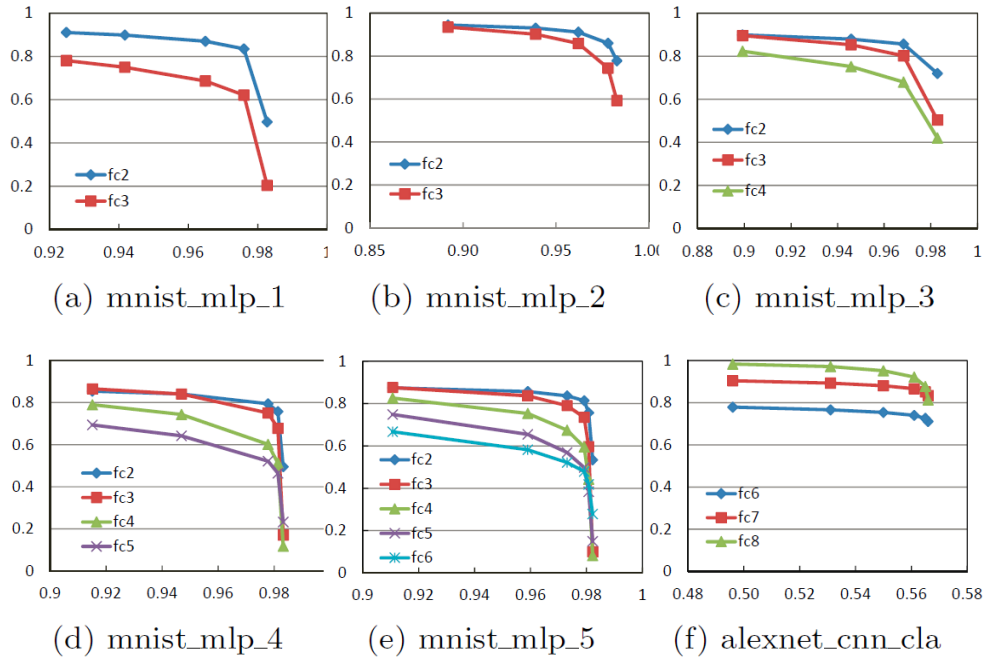 1
0.8
0.6
0.4
0.2
0
fc2
fc3
0.92 0.94 0.96 0.98 1
(a) mnist_mlp_1
1
0.8
0.6
0.4
0.2
0
fc2
fc3
0.85 0.90 0.95 1.00
(b) mnist_mlp_2
1
0.8
0.6
0.4
0.2
0
fc2
fc3
fc4
0.88 0.9 0.92 0.94 0.96 0.98 1
(c) mnist_mlp_3
1
0.8
0.6
0.4
0.2
0
fc2
fc3
fc4
fc5
0.9 0.92 0.94 0.96 0.98 1
(d) mnist_mlp_4
1
0.8
0.6
0.4
0.2
0
fc2
fc3
fc4
fc5
fc6
0.9 0.92 0.94 0.96 0.98 1
(e) mnist_mlp_5
1
0.8
0.6
0.4
0.2
0
fc6
fc7
fc8
0.48 0.50 0.52 0.54 0.56 0.58
(f) alexnet_cnn_cla